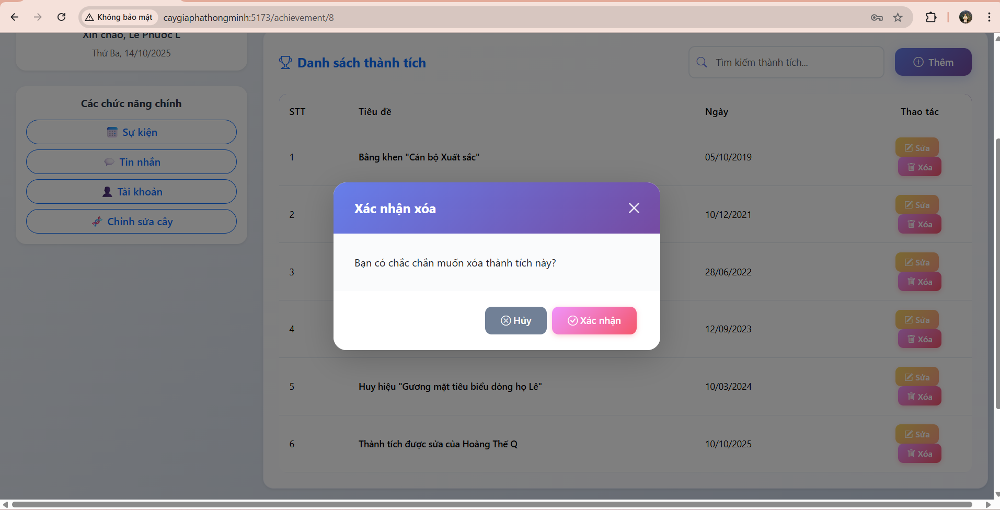 Không bảo mật caygiaphathongminh:5173/achievement/8
Xin chào, Lê Phước L
Thứ Ba, 14/10/2025
Các chức năng chính
Sự kiện
Tin nhắn
Tài khoản
Chỉnh sửa cây
Danh sách thành tích
Tìm kiếm thành tích...
Thêm
STT Tiêu đề Ngày Thao tác
1 Bằng khen "Cán bộ Xuất sắc" 05/10/2019 Sửa
Xóa
2 10/12/2021 Sửa
Xóa
3 28/06/2022 Sửa
Xóa
4 12/09/2023 Sửa
Xóa
5 Huy hiệu "Gương mặt tiêu biểu dòng họ Lê" 10/03/2024 Sửa
Xóa
6 Thành tích được sửa của Hoàng Thế Q 10/10/2025 Sửa
Xóa
Xác nhận xóa
Bạn có chắc chắn muốn xóa thành tích này?
Hủy
Xác nhận